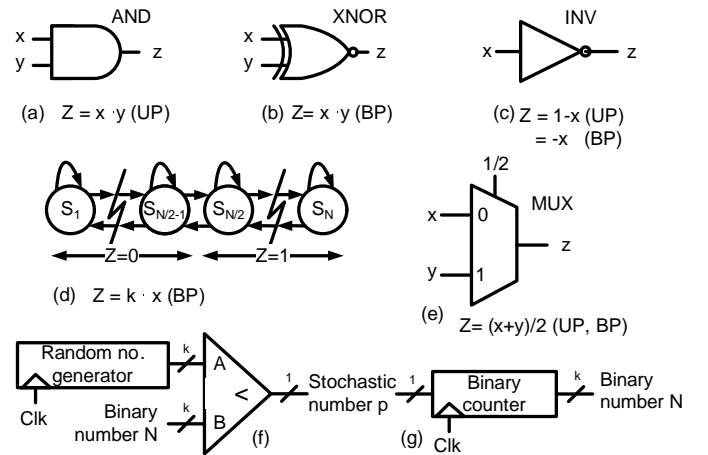 AND
x
y
z
(a) Z = x · y (UP)
XNOR
x
y
z
(b) Z= x · y (BP)
INV
x
z
(c) Z = 1-x (UP)
= -x (BP)
S1
SN/2-1
SN/2
SN
Z=0
Z=1
(d) Z = k · x (BP)
1/2
MUX
x
0
y
1
z
(e)
Z= (x+y)/2 (UP, BP)
Random no.
generator
Clk
k
A
Binary
number N
k
B
<
(f)
1
Stochastic
number p
1
(g)
Binary
counter
Clk
k
Binary
number N